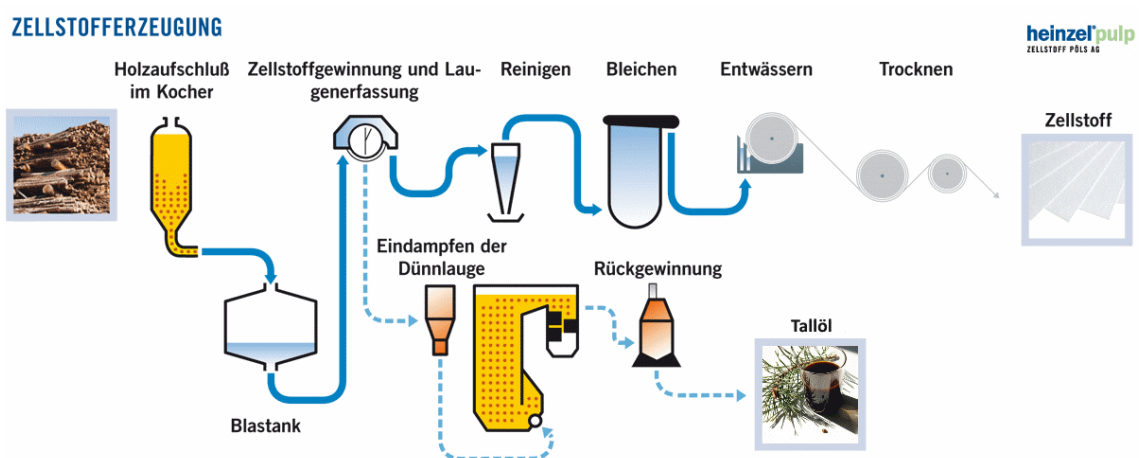 ZELLSTOFFERZEUGUNG
heinzel pulp
ZELLSTOFF PÖLS AG
Holzaufschluß
im Kocher
Zellstoffgewinnung und Lau-
generfassung
Reinigen
Bleichen
Entwässern
Trocknen
Zellstoff
Eindampfen der
Dünnlauge
Rückgewinnung
Tallöl
Blastank